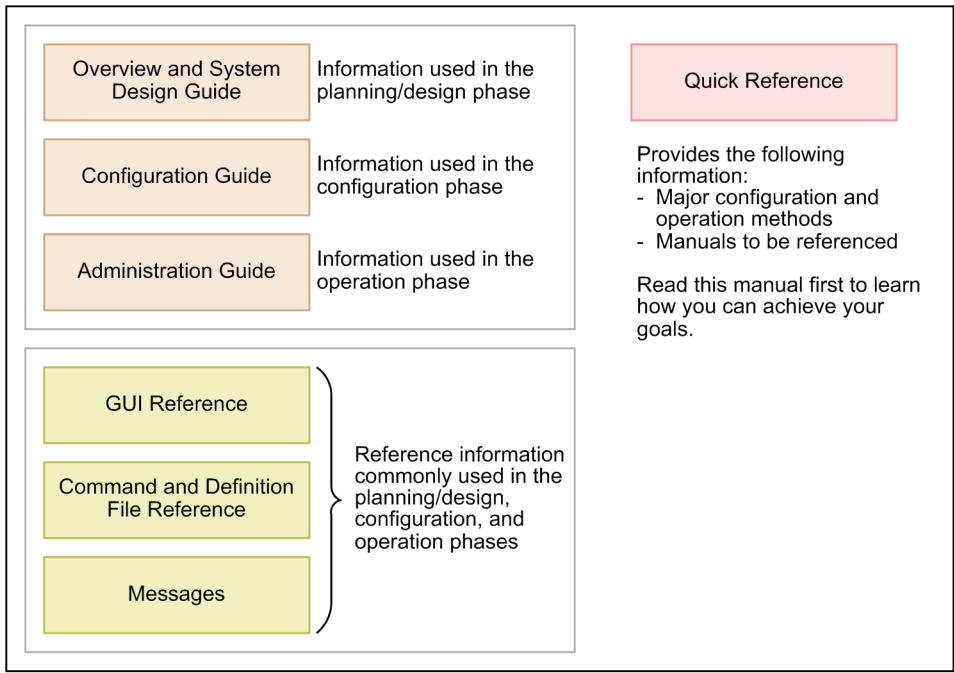 Overview and System
Design Guide
Information used in the
planning/design phase
Configuration Guide
Information used in the
configuration phase
Administration Guide
Information used in the
operation phase
GUI Reference
Command and Definition
File Reference
Messages
Reference information
commonly used in the
planning/design,
configuration, and
operation phases
Quick Reference
Provides the following
information:
- Major configuration and
operation methods
- Manuals to be referenced
Read this manual first to learn
how you can achieve your
goals.